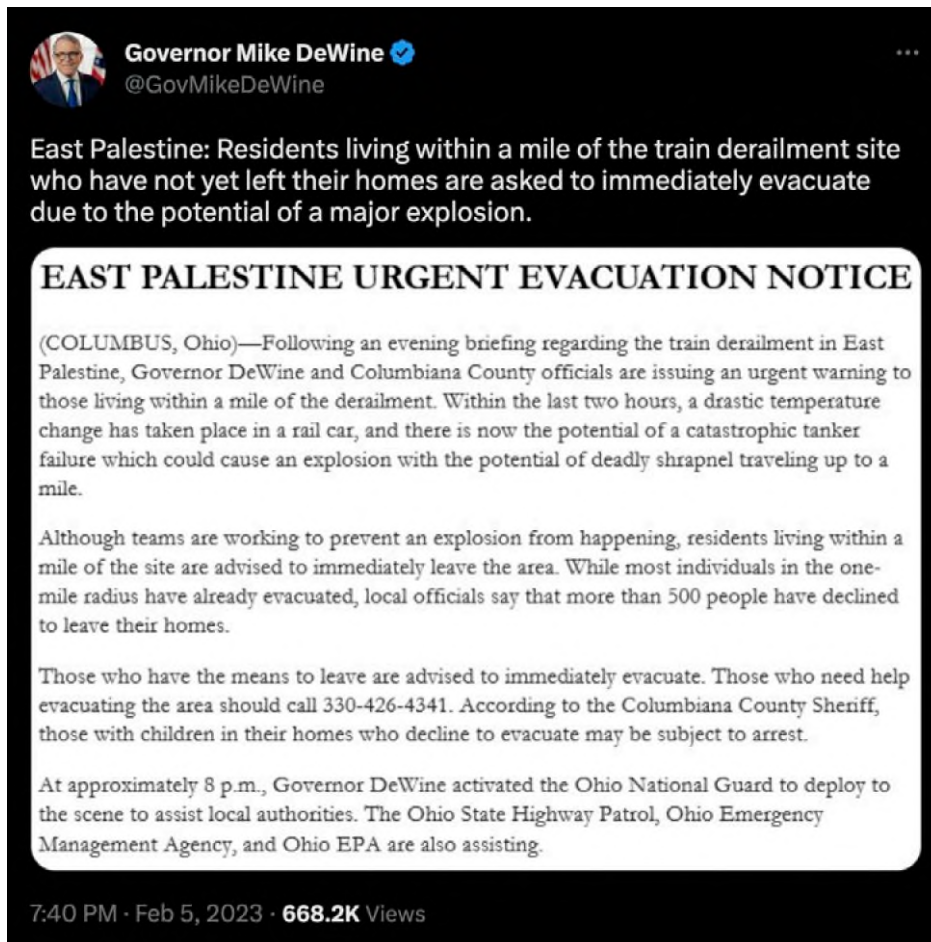 Governor Mike DeWine
@GovMikeDeWine
East Palestine: Residents living within a mile of the train derailment site
who have not yet left their homes are asked to immediately evacuate
due to the potential of a major explosion.
EAST PALESTINE URGENT EVACUATION NOTICE
(COLUMBUS, Ohio)—Following an evening briefing regarding the train derailment in East
Palestine, Governor DeWine and Columbiana County officials are issuing an urgent warning to
those living within a mile of the derailment. Within the last two hours, a drastic temperature
change has taken place in a rail car, and there is now the potential of a catastrophic tanker
failure which could cause an explosion with the potential of deadly shrapnel traveling up to a
mile.
Although teams are working to prevent an explosion from happening, residents living within a
mile of the site are advised to immediately leave the area. While most individuals in the one-
mile radius have already evacuated, local officials say that more than 500 people have declined
to leave their homes.
Those who have the means to leave are advised to immediately evacuate. Those who need help
evacuating the area should call 330-426-4341. According to the Columbiana County Sheriff,
those with children in their homes who decline to evacuate may be subject to arrest.
At approximately 8 p.m., Governor DeWine activated the Ohio National Guard to deploy to
the scene to assist local authorities. The Ohio State Highway Patrol, Ohio Emergency
Management Agency, and Ohio EPA are also assisting.
7:40 PM · Feb 5, 2023 · 668.2K Views